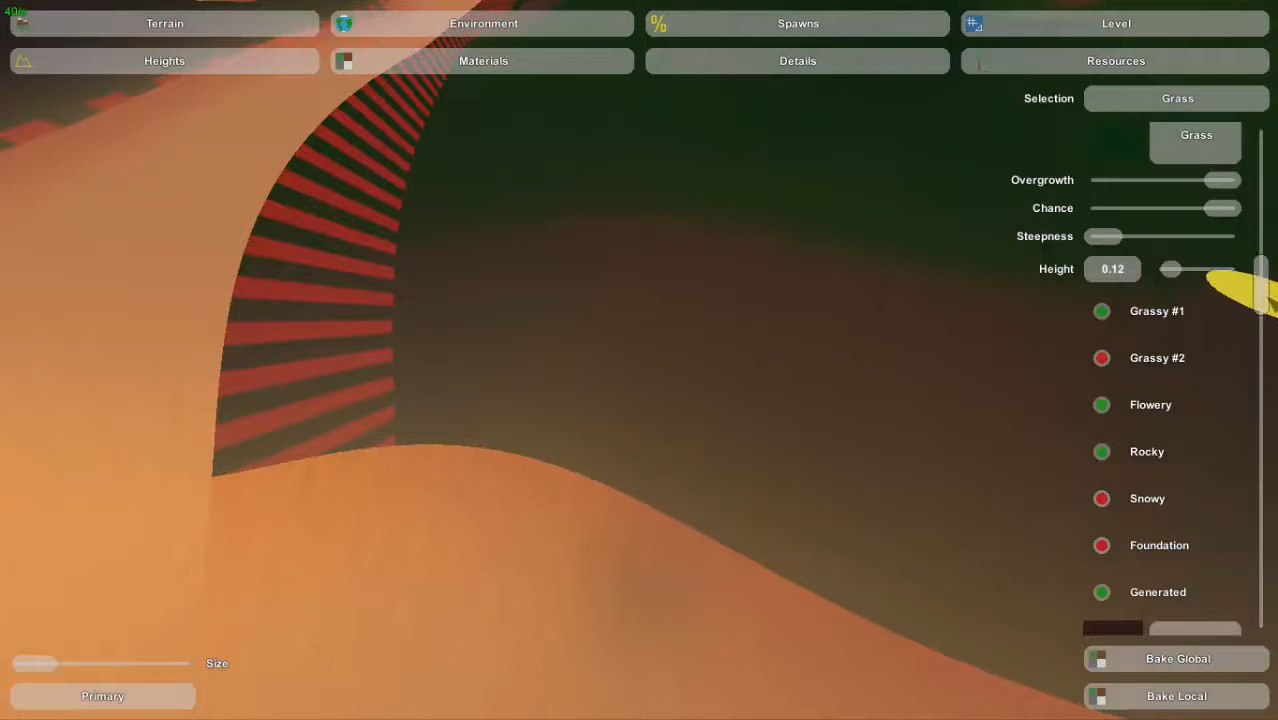 40/s
Terrain
Environment
Spawns
Level
Heights
Materials
Details
Resources
Selection
Grass
Grass
Overgrowth
Chance
Steepness
Height
0.12
Grassy #1
Grassy #2
Flowery
Rocky
Snowy
Foundation
Generated
Size
Bake Global
Primary
Bake Local